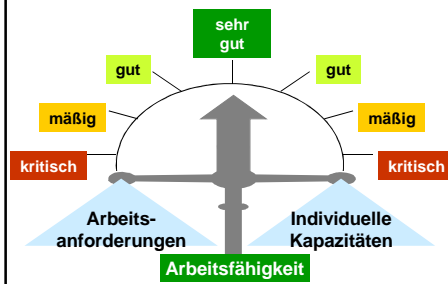 sehr
gut
gut
gut
mäßig
mäßig
kritisch
kritisch
Arbeits-
anforderungen
Individuelle
Kapazitäten
Arbeitsfähigkeit